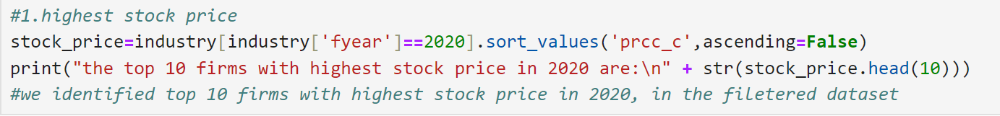 #1.highest stock price
stock_price=industry[industry['fyear']==2020].sort_values('prcc_c',ascending=False)
print("the top 10 firms with highest stock price in 2020 are:\n" + str(stock_price.head(10)))
#we identified top 10 firms with highest stock price in 2020, in the filetered dataset